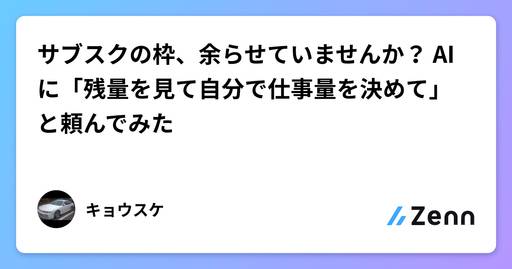 サブスクの枠、余らせていませんか？ AI
に「残量を見て自分で仕事量を決めて」
と頼んでみた
キョウスケ
Zenn